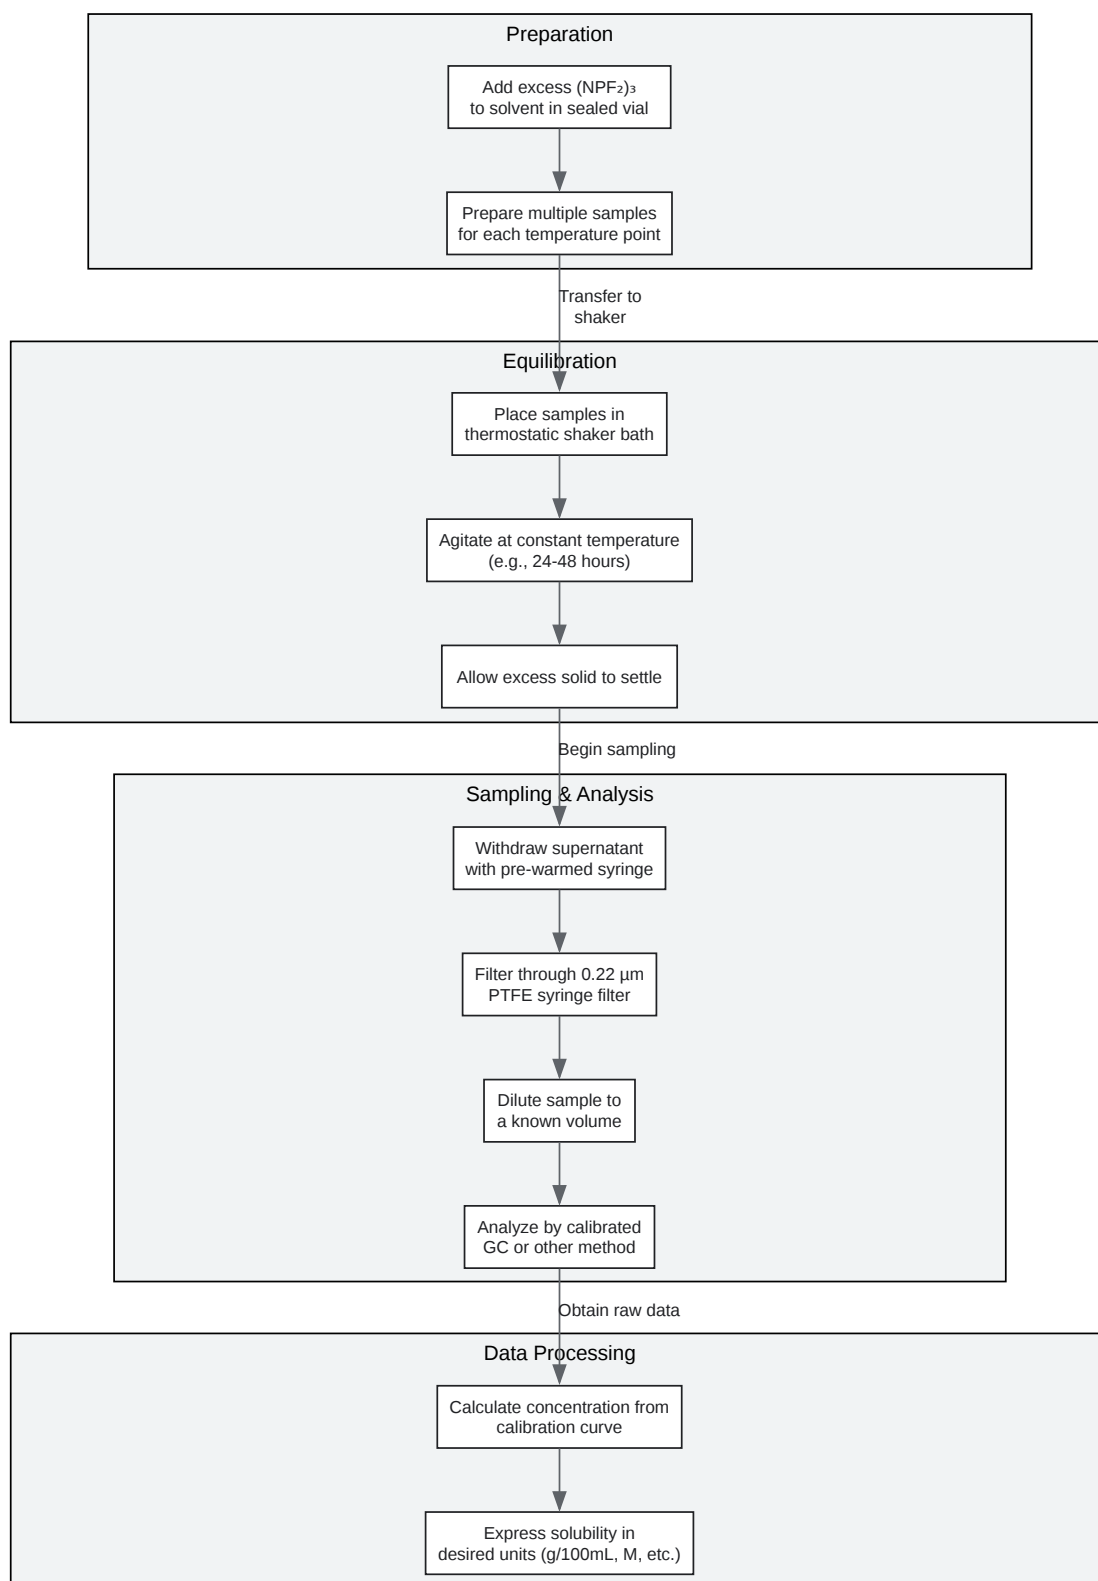 Preparation
Add excess (NPF₂)₃
to solvent in sealed vial
Prepare multiple samples
for each temperature point
Transfer to
shaker
Equilibration
Place samples in
thermostatic shaker bath
Agitate at constant temperature
(e.g., 24-48 hours)
Allow excess solid to settle
Begin sampling
Sampling & Analysis
Withdraw supernatant
with pre-warmed syringe
Filter through 0.22 µm
PTFE syringe filter
Dilute sample to
a known volume
Analyze by calibrated
GC or other method
Obtain raw data
Data Processing
Calculate concentration from
calibration curve
Express solubility in
desired units (g/100mL, M, etc.)